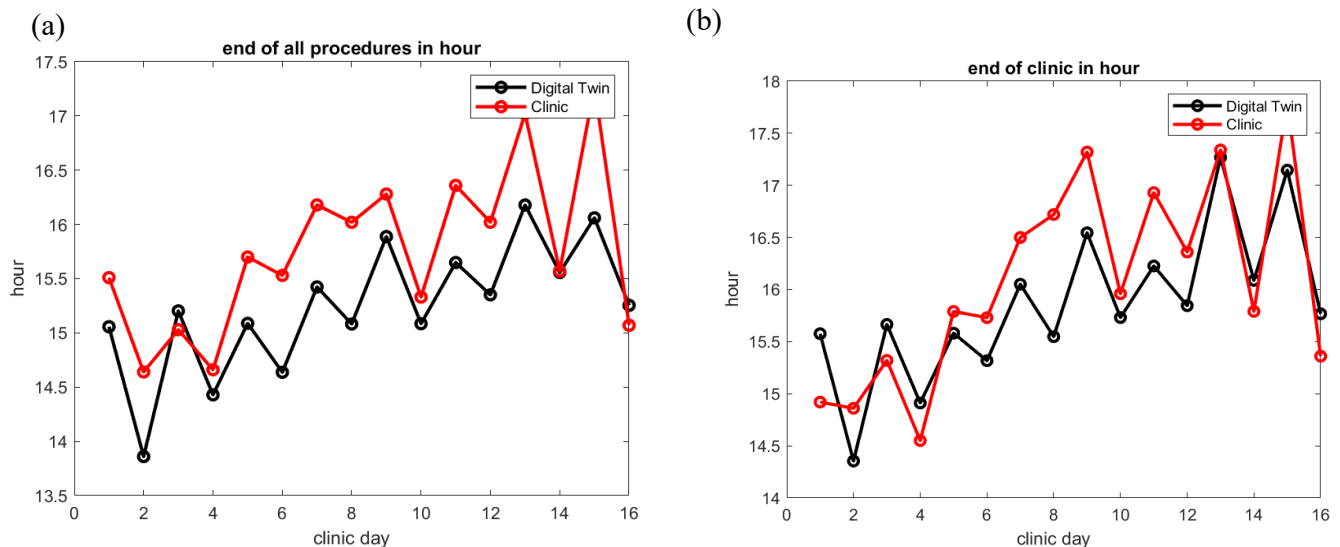 (a)
end of all procedures in hour
17.5
17
16.5
16
15.5
15
14.5
14
13.5
hour
Digital Twin
Clinic
0 2 4 6 8 10 12 14 16
clinic day
(b)
end of clinic in hour
18
17.5
17
16.5
16
15.5
15
14.5
14
hour
Digital Twin
Clinic
0 2 4 6 8 10 12 14 16
clinic day